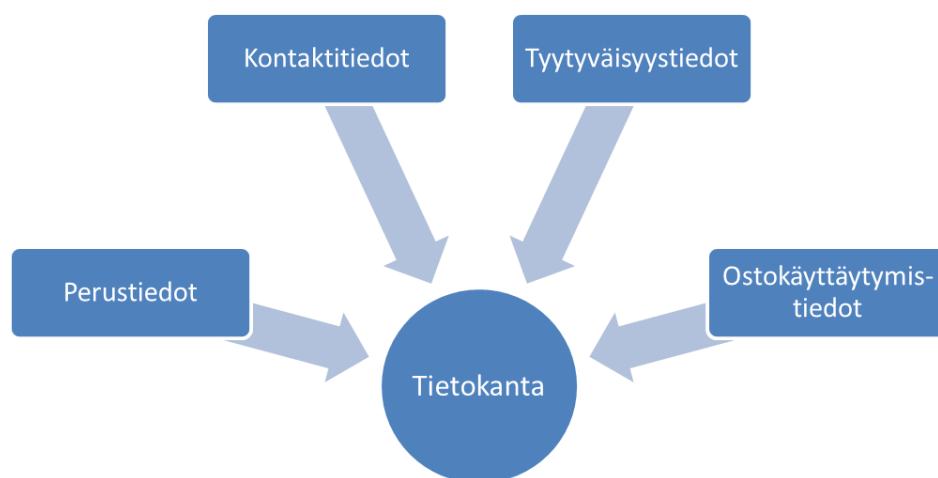 Kontaktitiedot
Tyytyväisyystiedot
Perustiedot
Ostokäyttäytymis-
tiedot
Tietokanta